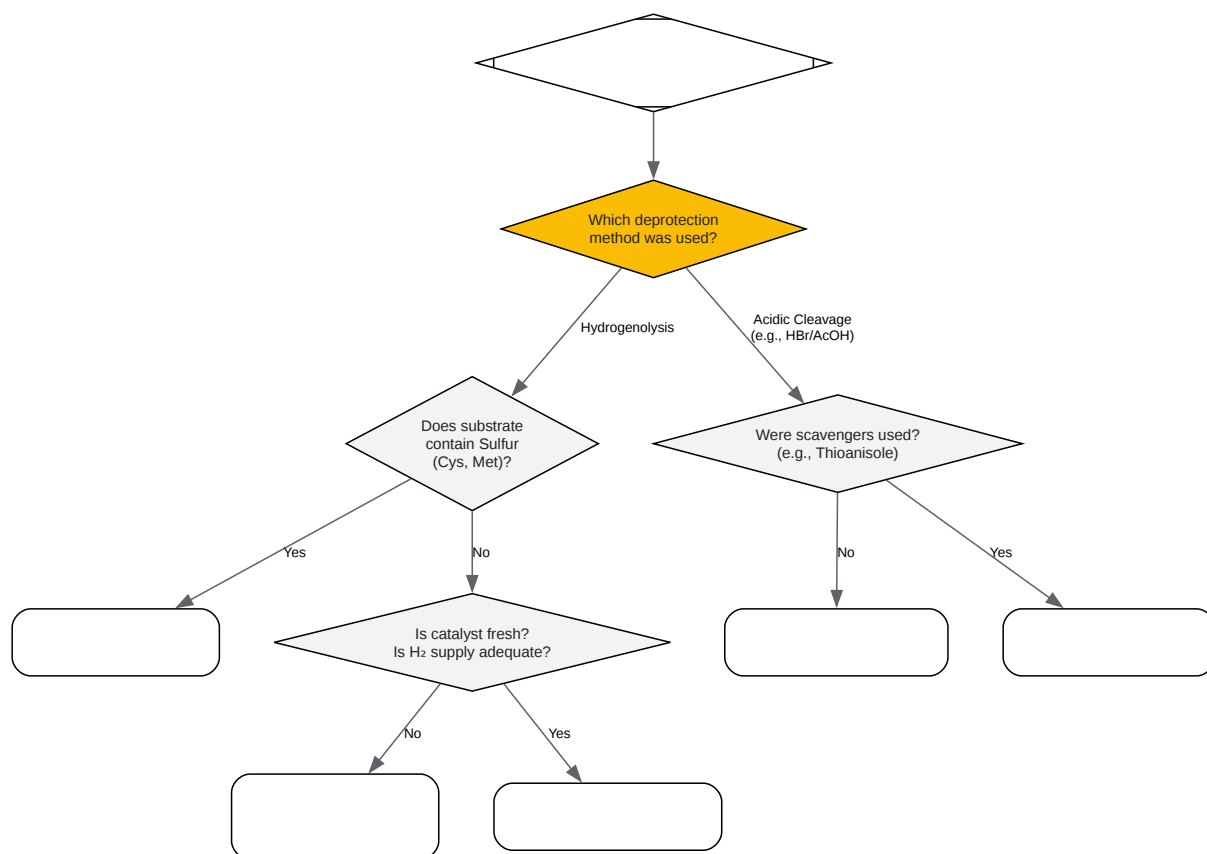 Which deprotection
method was used?
Hydrogenolysis
Acidic Cleavage
(e.g., HBr/AcOH)
Does substrate
contain Sulfur
(Cys, Met)?
Were scavengers used?
(e.g., Thioanisole)
Yes
No
No
Yes
Is catalyst fresh?
Is H₂ supply adequate?
No
Yes